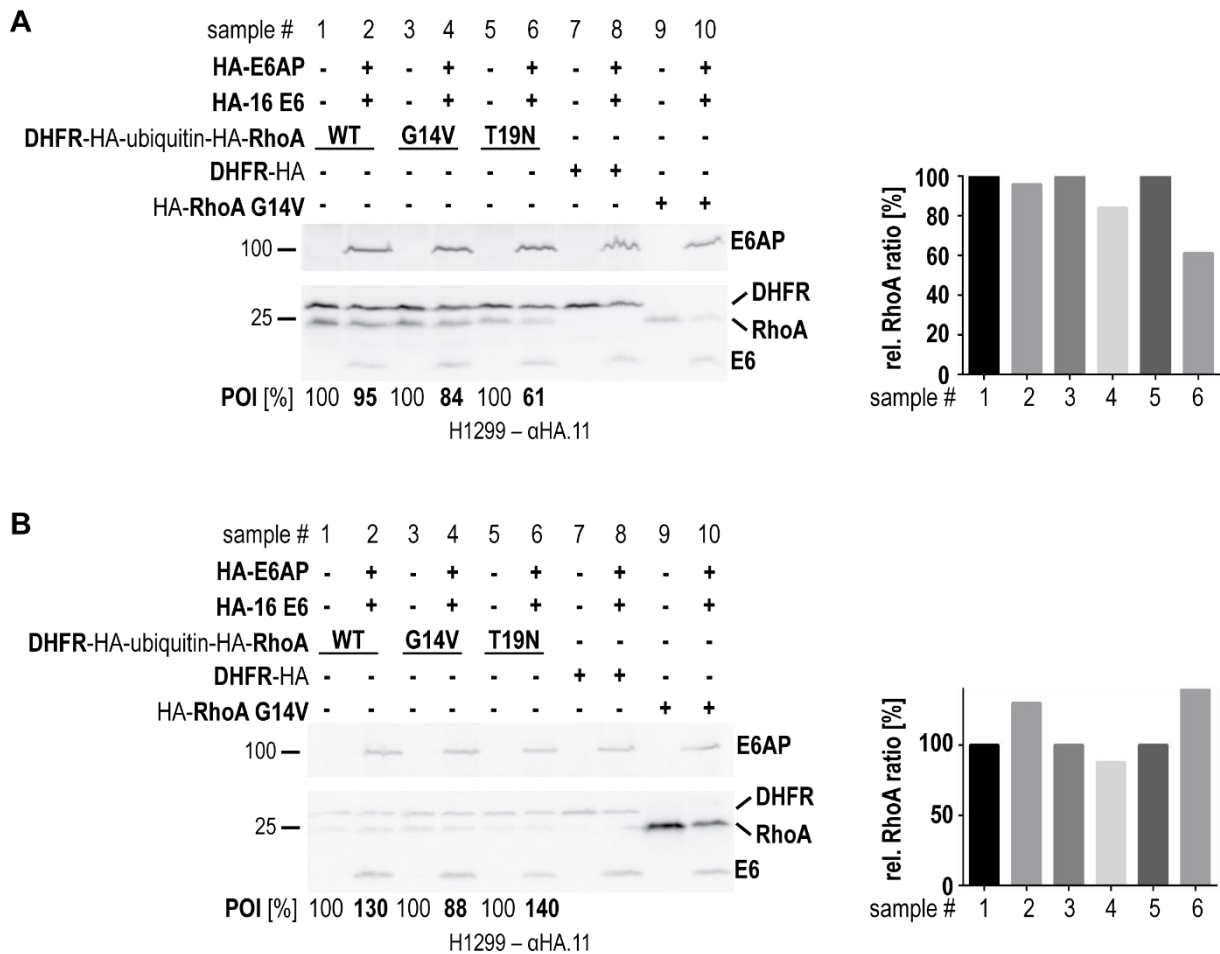 A
sample # 1 2 3 4 5 6 7 8 9 10
HA-E6AP - + - + - + - + - +
HA-16 E6 - + - + - + - + - +
DHFR-HA-ubiquitin-HA-RhoA WT G14V T19N - - - -
DHFR-HA - - - - - - + + - -
HA-RhoA G14V - - - - - - - - + +
100 E6AP
DHFR
25 RhoA
E6
POI [%] 100 95 100 84 100 61
H1299 – αHA.11
rel. RhoA ratio [%]
100
80
60
40
20
0
sample # 1 2 3 4 5 6
B
sample # 1 2 3 4 5 6 7 8 9 10
HA-E6AP - + - + - + - + - +
HA-16 E6 - + - + - + - + - +
DHFR-HA-ubiquitin-HA-RhoA WT G14V T19N - - - -
DHFR-HA - - - - - - + + - -
HA-RhoA G14V - - - - - - - - + +
100 E6AP
DHFR
25 RhoA
E6
POI [%] 100 130 100 88 100 140
H1299 – αHA.11
rel. RhoA ratio [%]
100
50
0
sample # 1 2 3 4 5 6